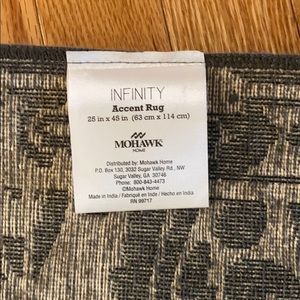 INFINITY
Accent Rug
25 in x 45 in (63 cm x 114 cm)
MOHAWK
HOME
Distributed by: Mohawk Home
P.O. Box 130, 3032 Sugar Valley Rd., NW
Sugar Valley, GA 30746
Phone: 800-843-4473
©Mohawk Home
Made in India / Fabriqué en Inde / Hecho en India
RN 99717